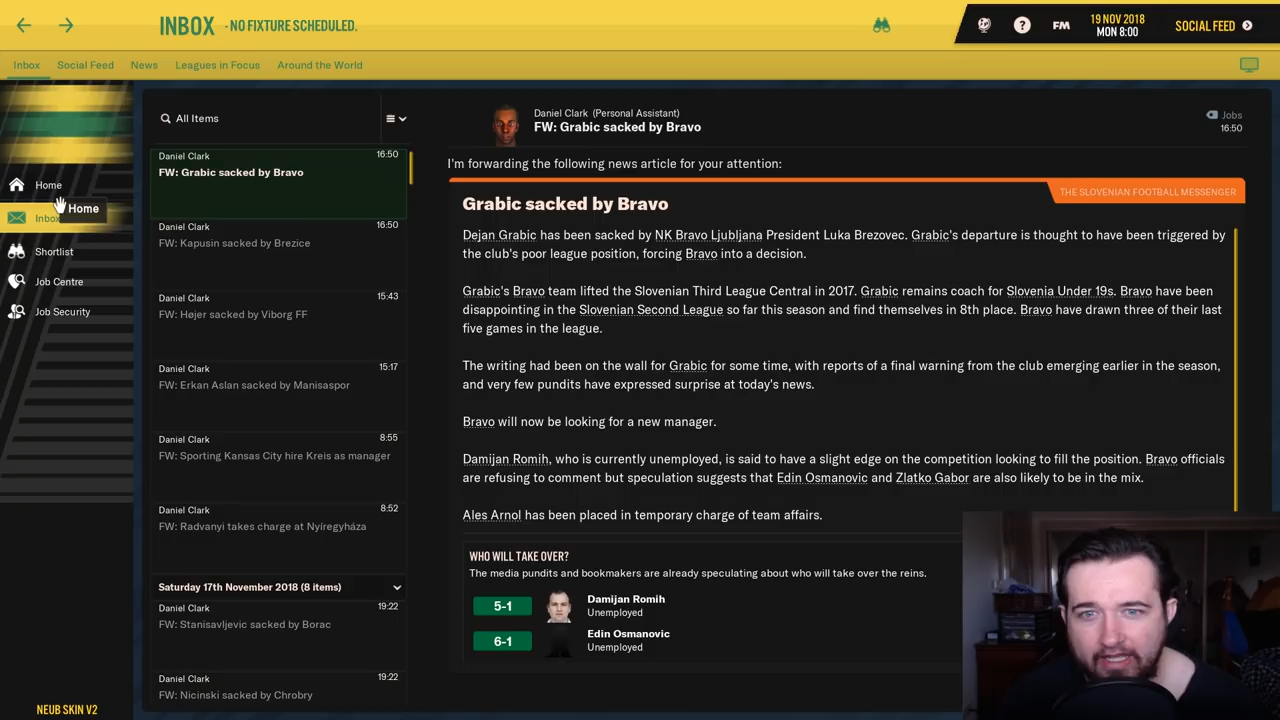 INBOX - NO FIXTURE SCHEDULED.
FM
19 NOV 2018
MON 8:00
SOCIAL FEED
Inbox
Social Feed
News
Leagues in Focus
Around the World
Home
Inbox
Home
Shortlist
Job Centre
Job Security
NEUB SKIN V2
All Items
Daniel Clark 16:50
FW: Grabic sacked by Bravo
Daniel Clark 16:50
FW: Kapusin sacked by Brezice
Daniel Clark 15:43
FW: Højer sacked by Viborg FF
Daniel Clark 15:17
FW: Erkan Aslan sacked by Manisaspor
Daniel Clark 8:55
FW: Sporting Kansas City hire Kreis as manager
Daniel Clark 8:52
FW: Radvanyi takes charge at Nyíregyháza
Saturday 17th November 2018 (8 items)
Daniel Clark 19:22
FW: Stanisavljevic sacked by Borac
Daniel Clark 19:22
FW: Nicinski sacked by Chrobry
Daniel Clark (Personal Assistant)
FW: Grabic sacked by Bravo
Jobs
16:50
I'm forwarding the following news article for your attention:
THE SLOVENIAN FOOTBALL MESSENGER
Grabic sacked by Bravo
Dejan Grabic has been sacked by NK Bravo Ljubljana President Luka Brezovec. Grabic's departure is thought to have been triggered by
the club's poor league position, forcing Bravo into a decision.
Grabic's Bravo team lifted the Slovenian Third League Central in 2017. Grabic remains coach for Slovenia Under 19s. Bravo have been
disappointing in the Slovenian Second League so far this season and find themselves in 8th place. Bravo have drawn three of their last
five games in the league.
The writing had been on the wall for Grabic for some time, with reports of a final warning from the club emerging earlier in the season,
and very few pundits have expressed surprise at today's news.
Bravo will now be looking for a new manager.
Damijan Romih, who is currently unemployed, is said to have a slight edge on the competition looking to fill the position. Bravo officials
are refusing to comment but speculation suggests that Edin Osmanovic and Zlatko Gabor are also likely to be in the mix.
Ales Arnol has been placed in temporary charge of team affairs.
WHO WILL TAKE OVER?
The media pundits and bookmakers are already speculating about who will take over the reins.
5-1
Damijan Romih
Unemployed
6-1
Edin Osmanovic
Unemployed